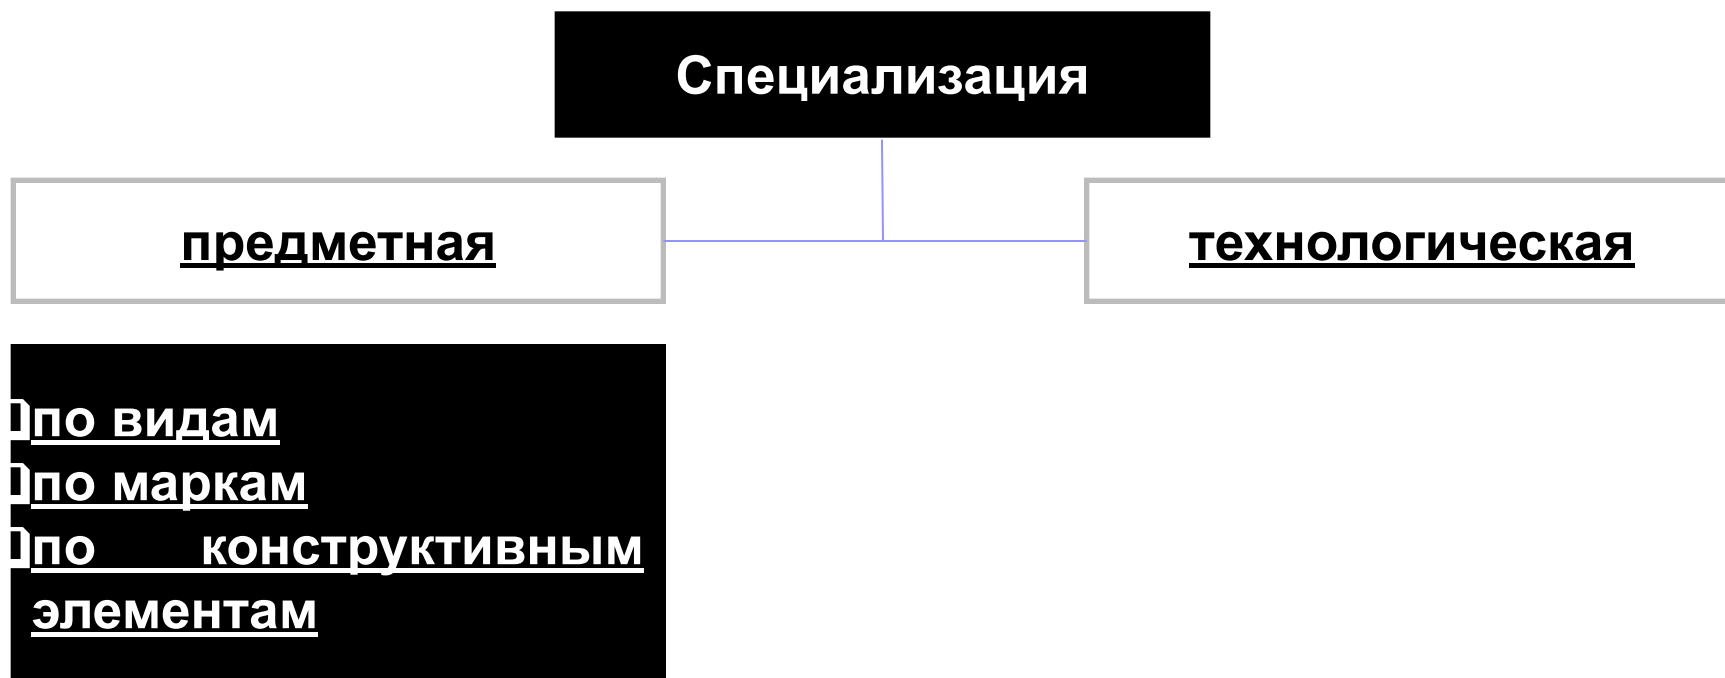 Специализация
предметная
технологическая
по видам
по маркам
по конструктивным
элементам